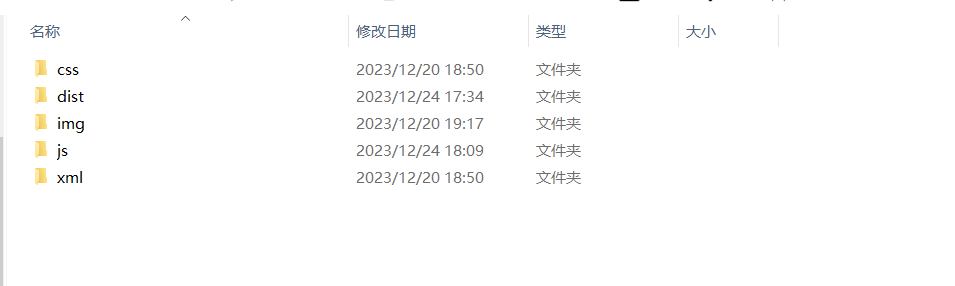 名称 修改日期 类型 大小
css 2023/12/20 18:50 文件夹
dist 2023/12/24 17:34 文件夹
img 2023/12/20 19:17 文件夹
js 2023/12/24 18:09 文件夹
xml 2023/12/20 18:50 文件夹